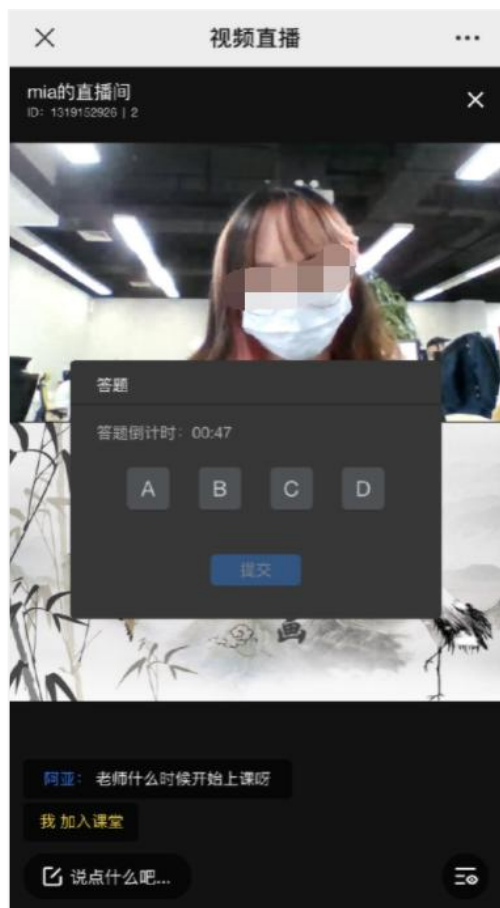 视频直播
mia的直播间
ID: 1319152926 | 2
答题
答题倒计时: 00:47
A B C D
提交
画
阿亚: 老师什么时候开始上课呀
我 加入课堂
说点什么吧...